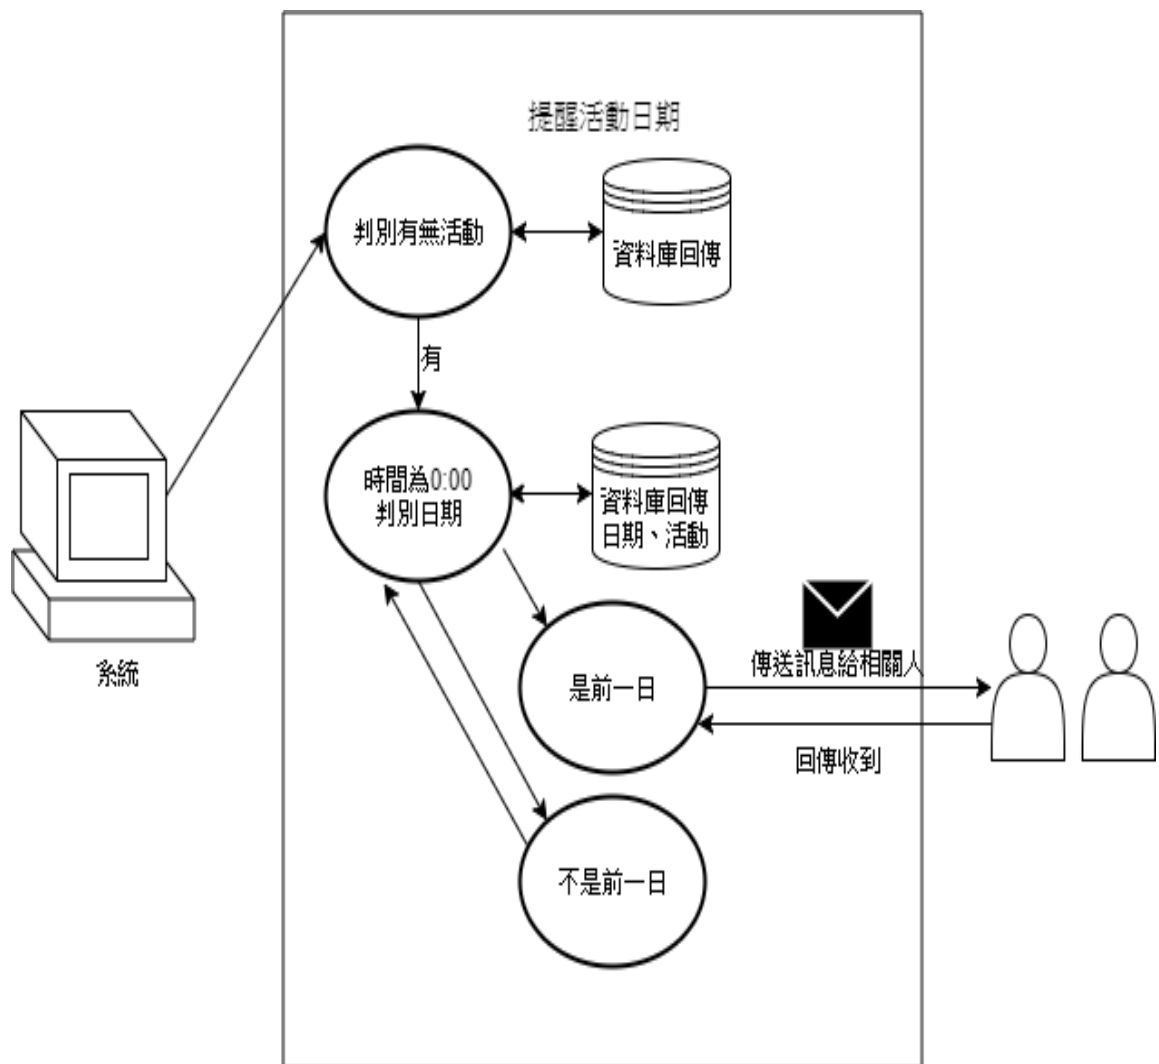 提醒活動日期
判別有無活動
資料庫回傳
有
時間為0:00
判別日期
資料庫回傳
日期、活動
系統
是前一日
傳送訊息給相關人
回傳收到
不是前一日